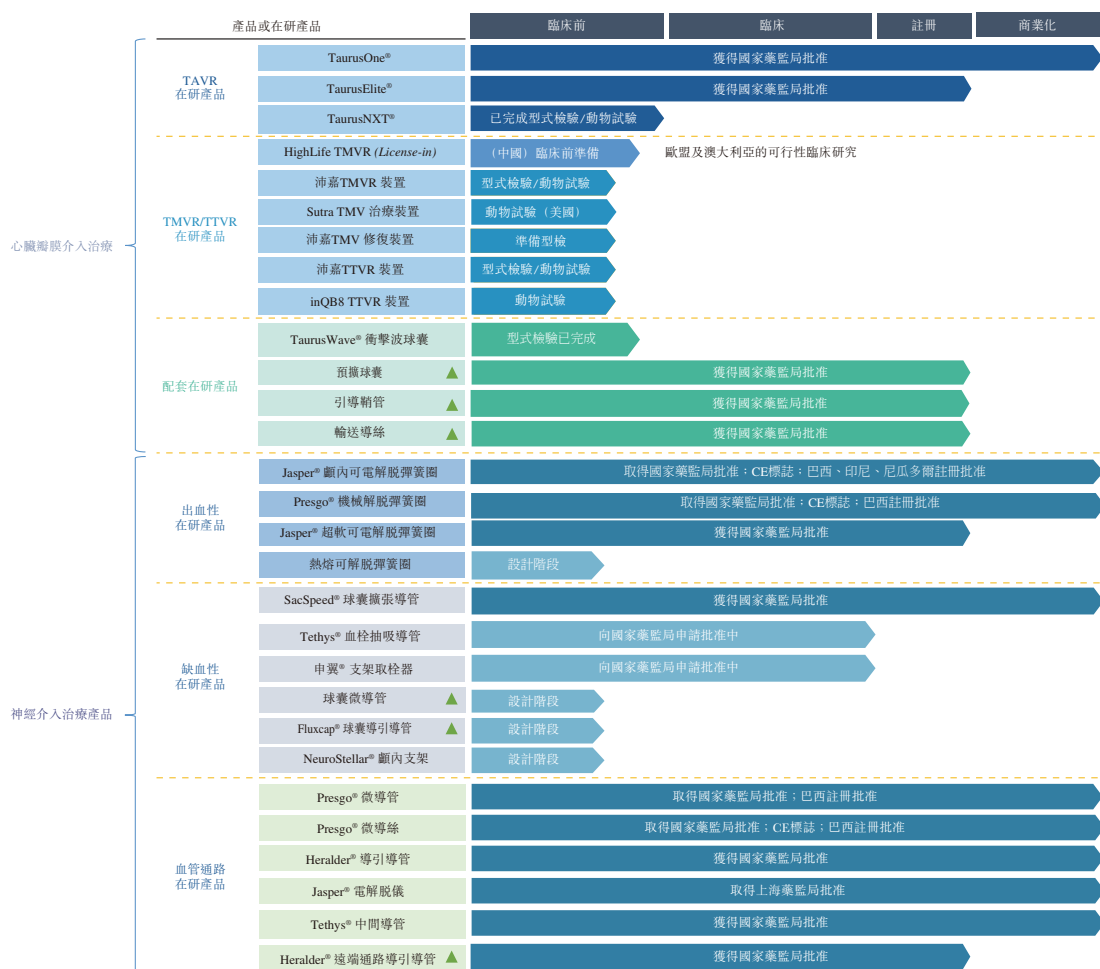 產品或在研產品 臨床前 臨床 註冊 商業化
心臟瓣膜介入治療
TAVR
在研產品
TaurusOne® 獲得國家藥監局批准
TaurusElite® 獲得國家藥監局批准
TaurusNXT® 已完成型式檢驗/動物試驗
TMVR/TTVR
在研產品
HighLife TMVR (License-in) （中國）臨床前準備 歐盟及澳大利亞的可行性臨床研究
沛嘉TMVR 裝置 型式檢驗/動物試驗
Sutra TMV 治療裝置 動物試驗（美國）
沛嘉TMV 修復裝置 準備型檢
沛嘉TTVR 裝置 型式檢驗/動物試驗
inQB8 TTVR 裝置 動物試驗
配套在研產品
TaurusWave® 衝擊波球囊 型式檢驗已完成
預擴球囊 ▲ 獲得國家藥監局批准
引導鞘管 ▲ 獲得國家藥監局批准
輸送導絲 ▲ 獲得國家藥監局批准
神經介入治療產品
出血性
在研產品
Jasper® 顱內可電解脫彈簧圈 取得國家藥監局批准；CE標誌；巴西、印尼、尼瓜多爾註冊批准
Presgo® 機械解脫彈簧圈 取得國家藥監局批准；CE標誌；巴西註冊批准
Jasper® 超軟可電解脫彈簧圈 獲得國家藥監局批准
熱熔可解脫彈簧圈 設計階段
缺血性
在研產品
SacSpeed® 球囊擴張導管 獲得國家藥監局批准
Tethys® 血栓抽吸導管 向國家藥監局申請批准中
申翼® 支架取栓器 向國家藥監局申請批准中
球囊微導管 ▲ 設計階段
Fluxcap® 球囊導引導管 ▲ 設計階段
NeuroStellar® 顱內支架 設計階段
血管通路
在研產品
Presgo® 微導管 取得國家藥監局批准；巴西註冊批准
Presgo® 微導絲 取得國家藥監局批准；CE標誌；巴西註冊批准
Heralder® 導引導管 獲得國家藥監局批准
Jasper® 電解脫儀 取得上海藥監局批准
Tethys® 中間導管 獲得國家藥監局批准
Heralder® 遠端通路導引導管 ▲ 獲得國家藥監局批准